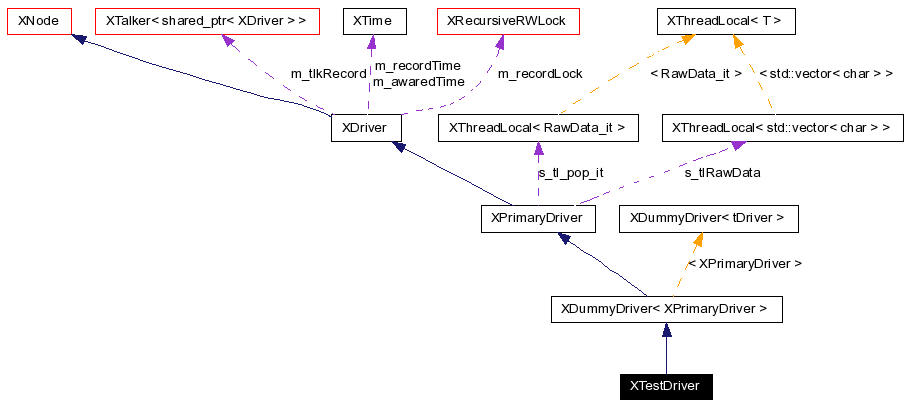 XNode
XTalker< shared_ptr< XDriver > >
XTime
XRecursiveRWLock
XThreadLocal< T >
m_tlkRecord
m_recordTime
m_awaredTime
m_recordLock
< RawData_it >
< std::vector< char > >
XDriver
XThreadLocal< RawData_it >
XThreadLocal< std::vector< char > >
s_tl_pop_it
s_tlRawData
XPrimaryDriver
XDummyDriver< tDriver >
< XPrimaryDriver >
XDummyDriver< XPrimaryDriver >
XTestDriver